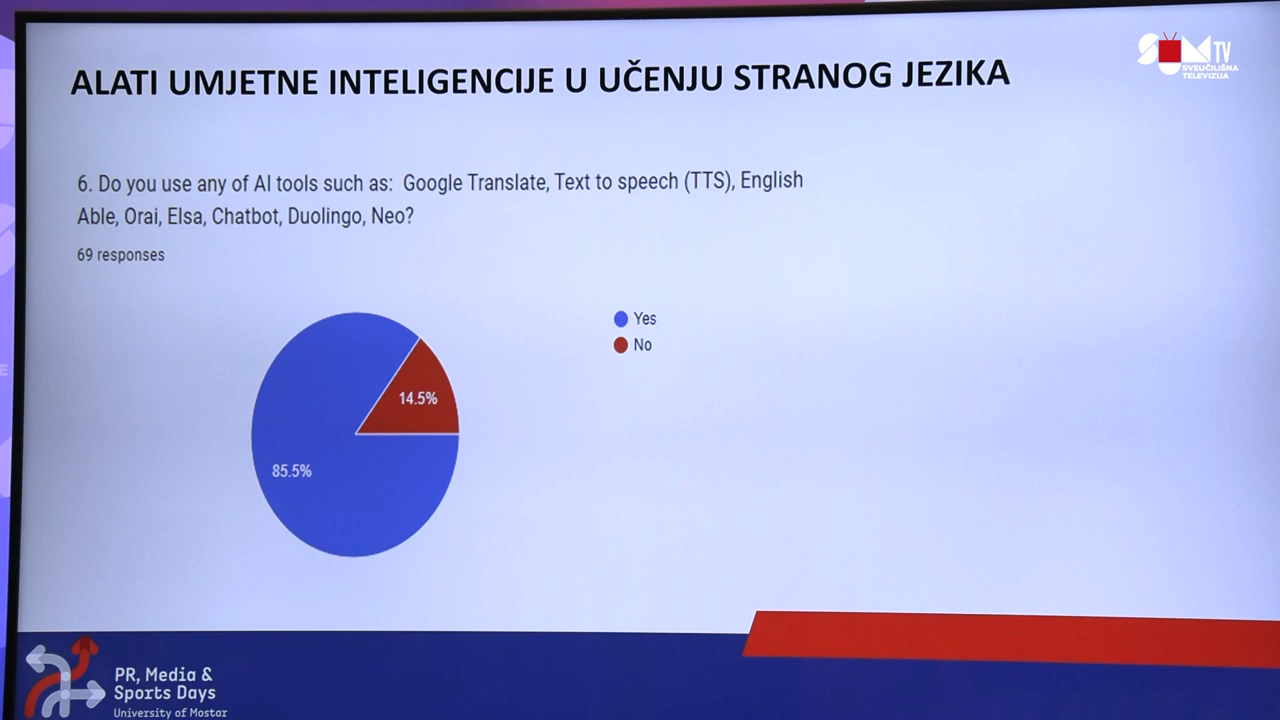 SUM TV
SVEUČILIŠNA
TELEVIZIJA
ALATI UMJETNE INTELIGENCIJE U UČENJU STRANOG JEZIKA
6. Do you use any of AI tools such as: Google Translate, Text to speech (TTS), English
Able, Orai, Elsa, Chatbot, Duolingo, Neo?
69 responses
Yes
No
14.5%
85.5%
PR, Media &
Sports Days
University of Mostar